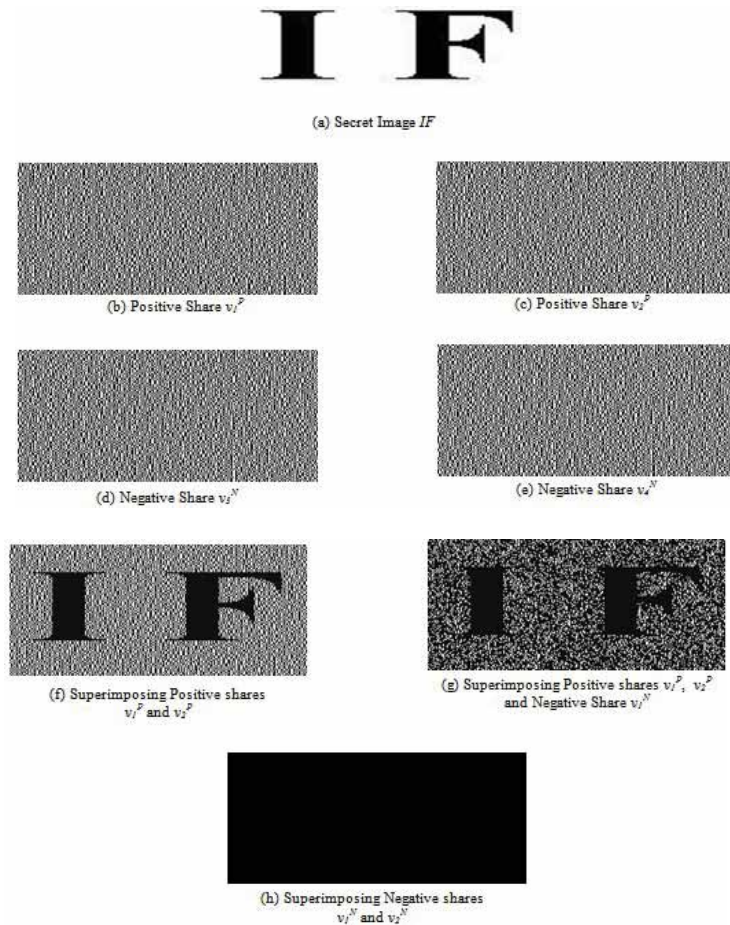 I F
(a) Secret Image IF
(b) Positive Share v₁ᴾ
(c) Positive Share v₂ᴾ
(d) Negative Share v₃ᴺ
(e) Negative Share v₄ᴺ
I F
I F
(f) Superimposing Positive shares
v₁ᴾ and v₂ᴾ
(g) Superimposing Positive shares v₁ᴾ, v₂ᴾ
and Negative Share v₁ᴺ
(h) Superimposing Negative shares
v₁ᴺ and v₂ᴺ